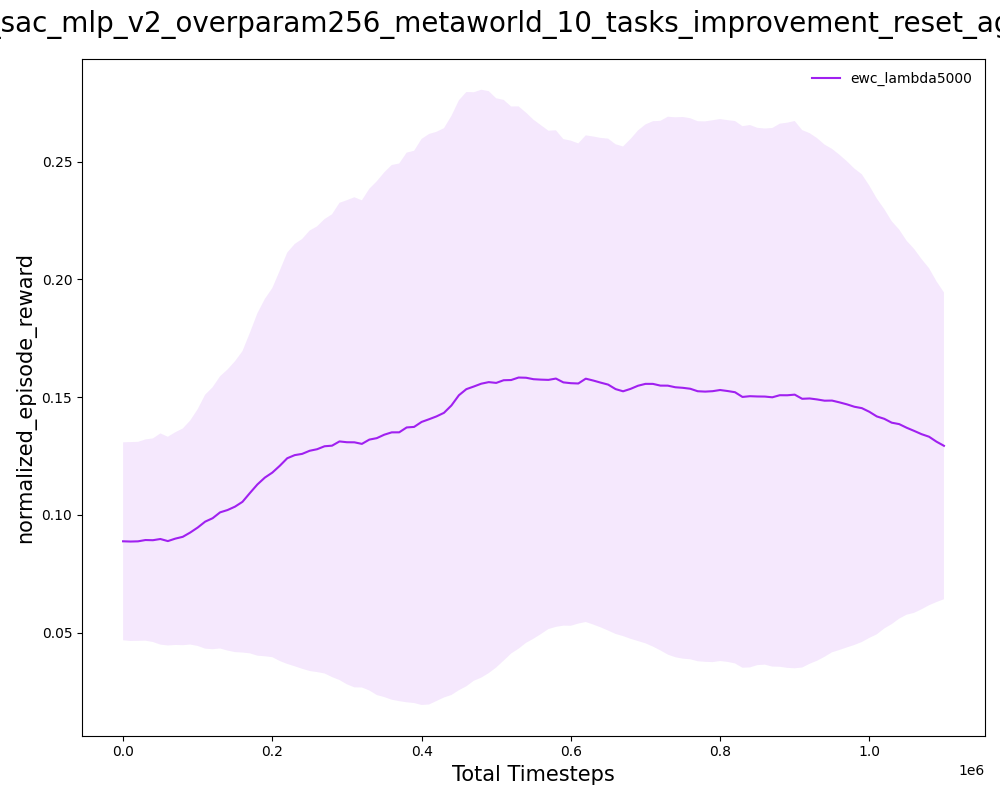 _sac_mlp_v2_overparam256_metaworld_10_tasks_improvement_reset_ag
ewc_lambda5000
normalized_episode_reward
0.25
0.20
0.15
0.10
0.05
0.0 0.2 0.4 0.6 0.8 1.0
1e6
Total Timesteps